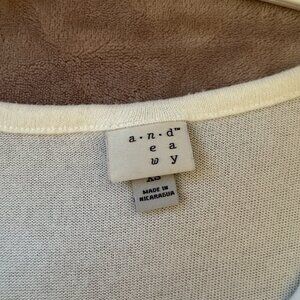 a·n·d™
e a
w y
XS
MADE IN
NICARAGUA